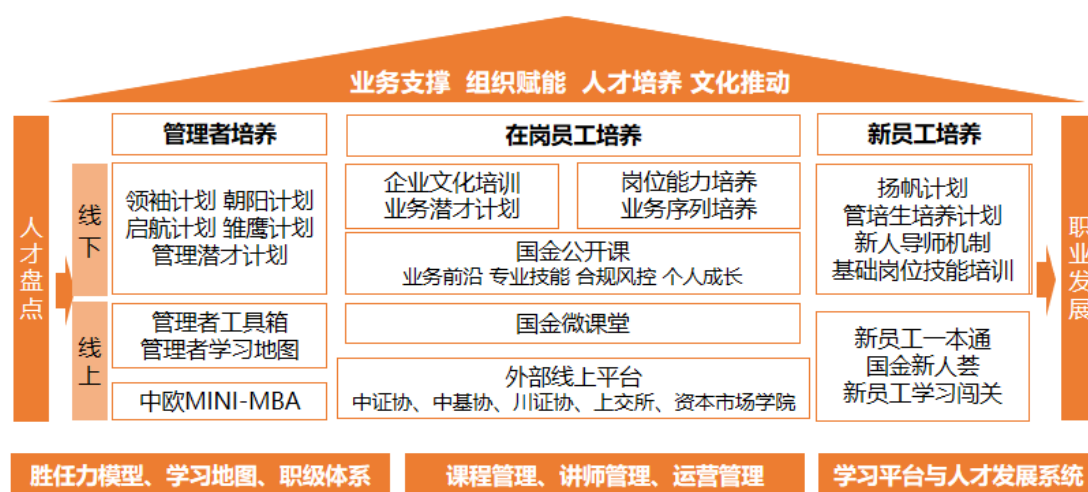 业务支撑 组织赋能 人才培养 文化推动
人才盘点
管理者培养
在岗员工培养
新员工培养
线下
领袖计划 朝阳计划
启航计划 雏鹰计划
管理潜才计划
企业文化培训
业务潜才计划
岗位能力培养
业务序列培养
国金公开课
业务前沿 专业技能 合规风控 个人成长
扬帆计划
管培生培养计划
新人导师机制
基础岗位技能培训
线上
管理者工具箱
管理者学习地图
中欧MINI-MBA
国金微课堂
外部线上平台
中证协、中基协、川证协、上交所、资本市场学院
新员工一本通
国金新人荟
新员工学习闯关
职业发展
胜任力模型、学习地图、职级体系
课程管理、讲师管理、运营管理
学习平台与人才发展系统